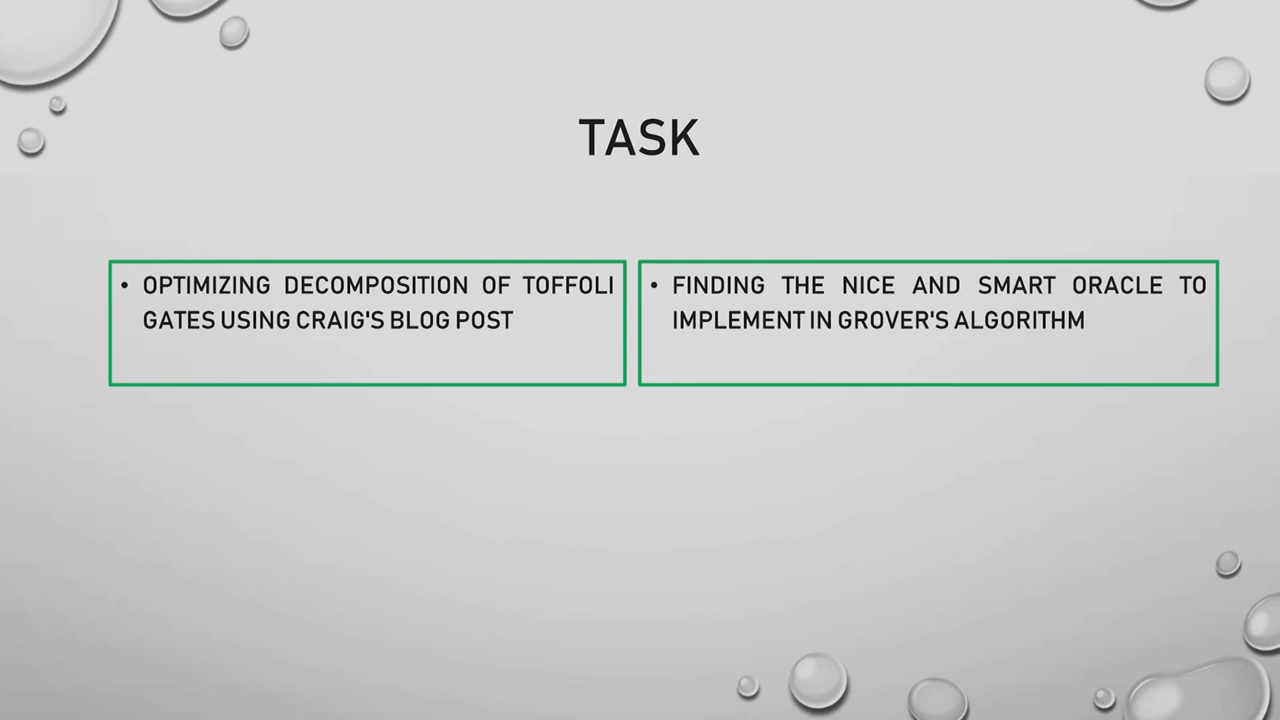 TASK
• OPTIMIZING DECOMPOSITION OF TOFFOLI
GATES USING CRAIG'S BLOG POST
• FINDING THE NICE AND SMART ORACLE TO
IMPLEMENT IN GROVER'S ALGORITHM